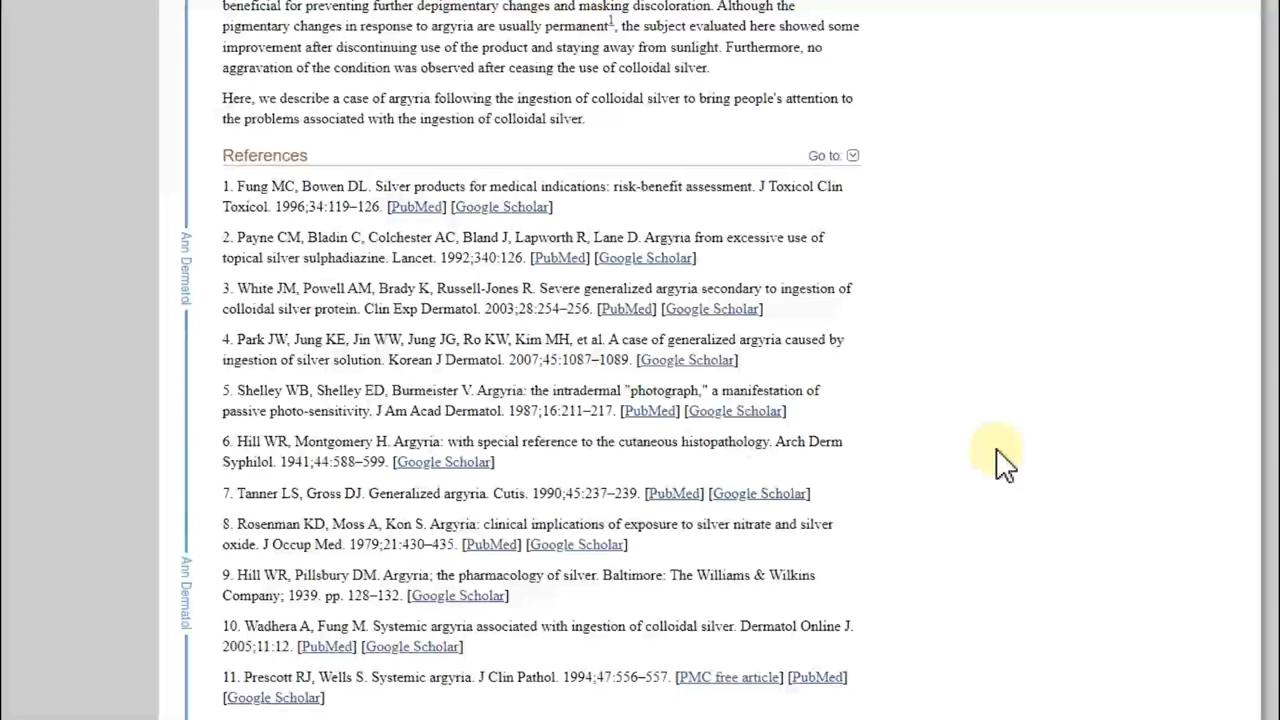 beneficial for preventing further depigmentary changes and masking discoloration. Although the
pigmentary changes in response to argyria are usually permanent1, the subject evaluated here showed some
improvement after discontinuing use of the product and staying away from sunlight. Furthermore, no
aggravation of the condition was observed after ceasing the use of colloidal silver.
Here, we describe a case of argyria following the ingestion of colloidal silver to bring people's attention to
the problems associated with the ingestion of colloidal silver.
References
Go to:
1. Fung MC, Bowen DL. Silver products for medical indications: risk-benefit assessment. J Toxicol Clin
Toxicol. 1996;34:119–126. [PubMed] [Google Scholar]
2. Payne CM, Bladin C, Colchester AC, Bland J, Lapworth R, Lane D. Argyria from excessive use of
topical silver sulphadiazine. Lancet. 1992;340:126. [PubMed] [Google Scholar]
3. White JM, Powell AM, Brady K, Russell-Jones R. Severe generalized argyria secondary to ingestion of
colloidal silver protein. Clin Exp Dermatol. 2003;28:254–256. [PubMed] [Google Scholar]
4. Park JW, Jung KE, Jin WW, Jung JG, Ro KW, Kim MH, et al. A case of generalized argyria caused by
ingestion of silver solution. Korean J Dermatol. 2007;45:1087–1089. [Google Scholar]
5. Shelley WB, Shelley ED, Burmeister V. Argyria: the intradermal "photograph," a manifestation of
passive photo-sensitivity. J Am Acad Dermatol. 1987;16:211–217. [PubMed] [Google Scholar]
6. Hill WR, Montgomery H. Argyria: with special reference to the cutaneous histopathology. Arch Derm
Syphilol. 1941;44:588–599. [Google Scholar]
7. Tanner LS, Gross DJ. Generalized argyria. Cutis. 1990;45:237–239. [PubMed] [Google Scholar]
8. Rosenman KD, Moss A, Kon S. Argyria: clinical implications of exposure to silver nitrate and silver
oxide. J Occup Med. 1979;21:430–435. [PubMed] [Google Scholar]
9. Hill WR, Pillsbury DM. Argyria; the pharmacology of silver. Baltimore: The Williams & Wilkins
Company; 1939. pp. 128–132. [Google Scholar]
10. Wadhera A, Fung M. Systemic argyria associated with ingestion of colloidal silver. Dermatol Online J.
2005;11:12. [PubMed] [Google Scholar]
11. Prescott RJ, Wells S. Systemic argyria. J Clin Pathol. 1994;47:556–557. [PMC free article] [PubMed]
[Google Scholar]
Ann Dermatol
Ann Dermatol